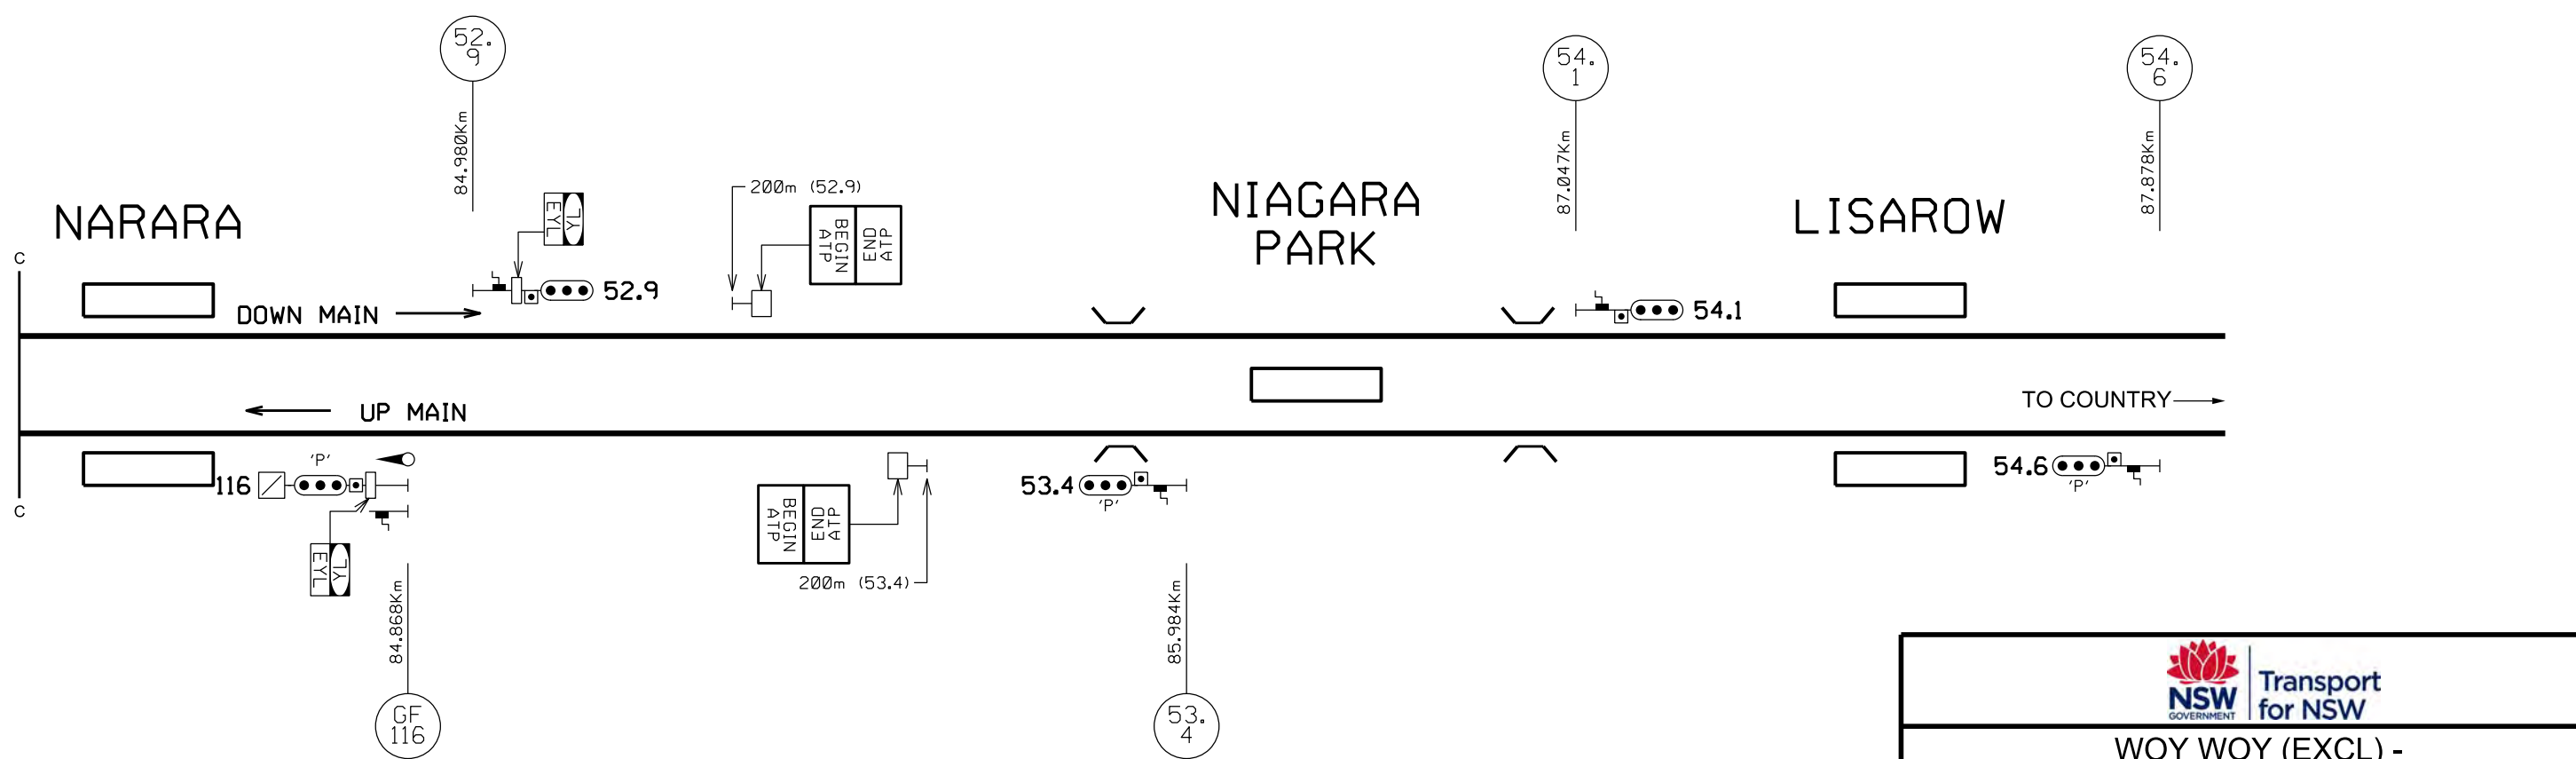 52.
9
84.980Km
54.
1
87.047Km
54.
6
87.878Km
NARARA
YL
EYL
200m (52.9)
BEGIN
ATP
END
ATP
NIAGARA
PARK
LISAROW
C
52.9
54.1
DOWN MAIN
UP MAIN
TO COUNTRY
'P'
116
53.4
'P'
54.6
'P'
C
YL
EYL
BEGIN
ATP
END
ATP
200m (53.4)
84.868Km
GF
116
85.984Km
53.
4
NSW
GOVERNMENT
Transport
for NSW
WOY WOY (EXCL) -